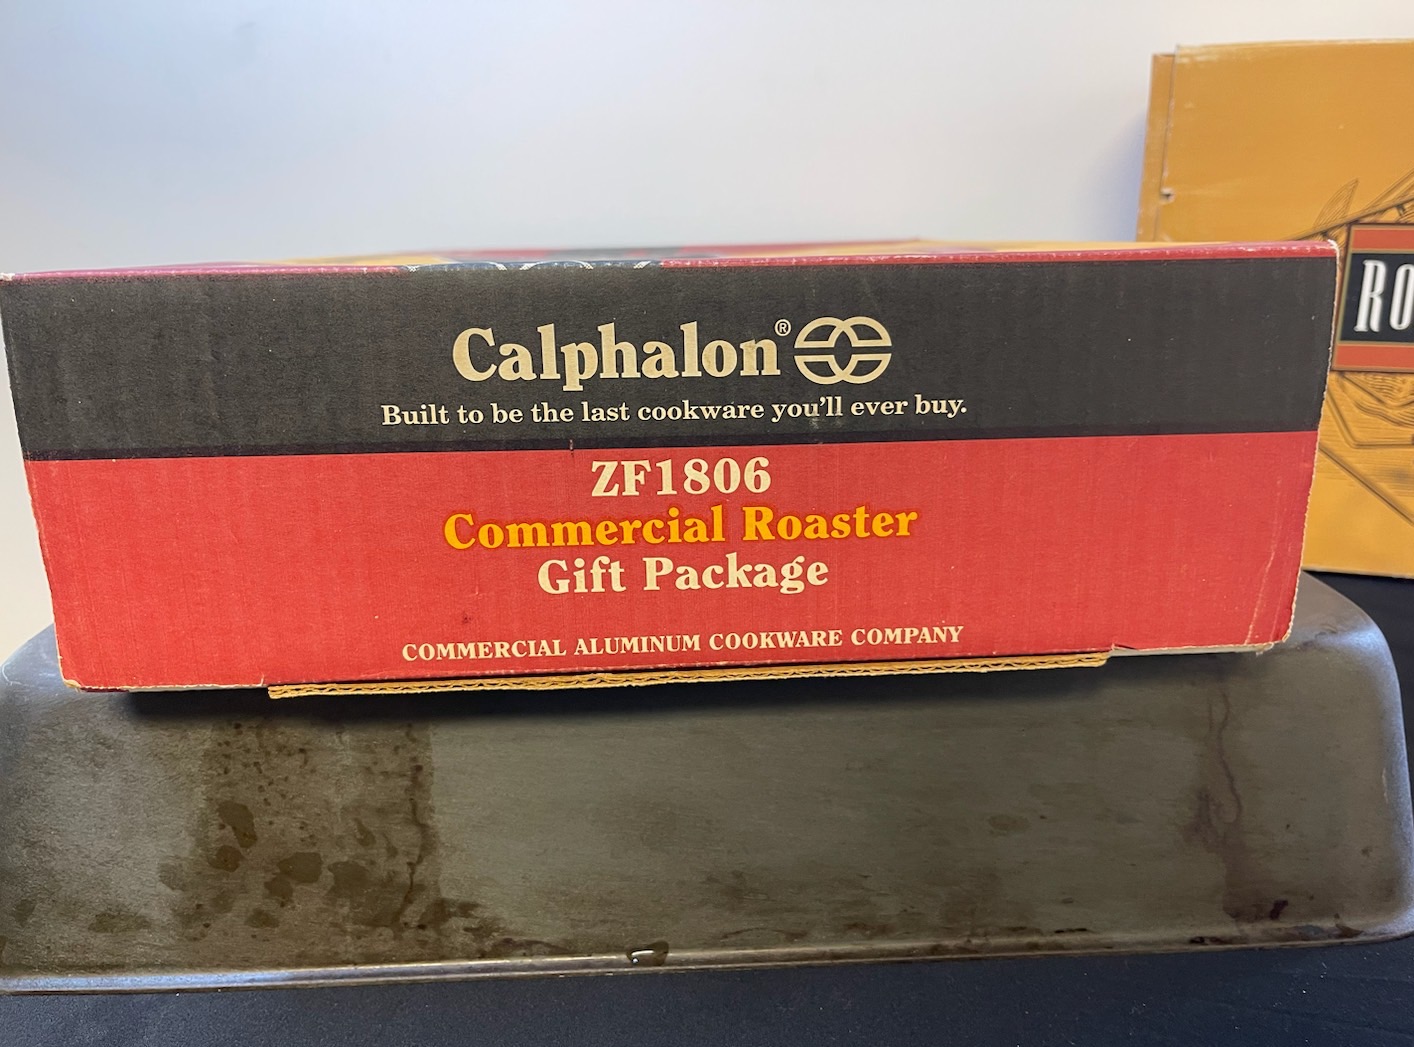 Calphalon®
Built to be the last cookware you'll ever buy.
ZF1806
Commercial Roaster
Gift Package
COMMERCIAL ALUMINUM COOKWARE COMPANY
RO